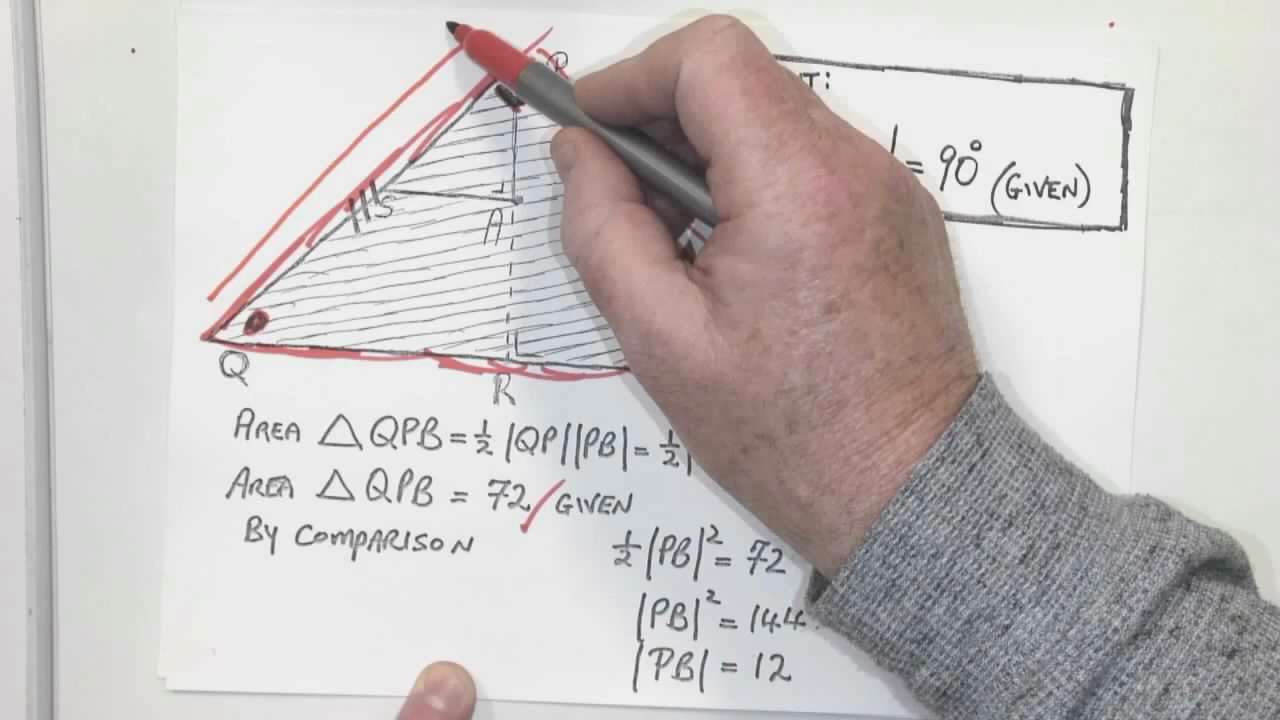 P
T:
= 90° (GIVEN)
S
A
Q
R
AREA △QPB = ½ |QP||PB| = ½ |
AREA △QPB = 72 / GIVEN
BY COMPARISON
½ |PB|² = 72
|PB|² = 144
|PB| = 12